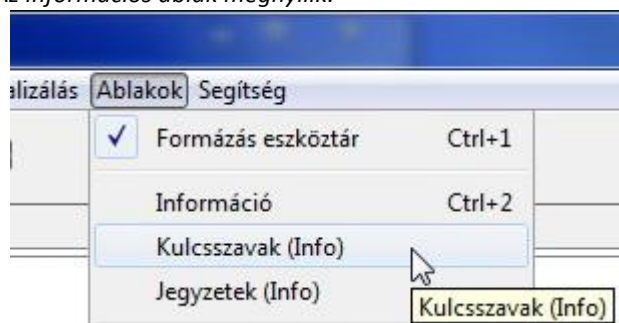 információs ablak megnyílik.
alizálás Ablakok Segítség
✓ Formázás eszköztár Ctrl+1
Információ Ctrl+2
Kulcsszavak (Info)
Jegyzetek (Info)
Kulcsszavak (Info)